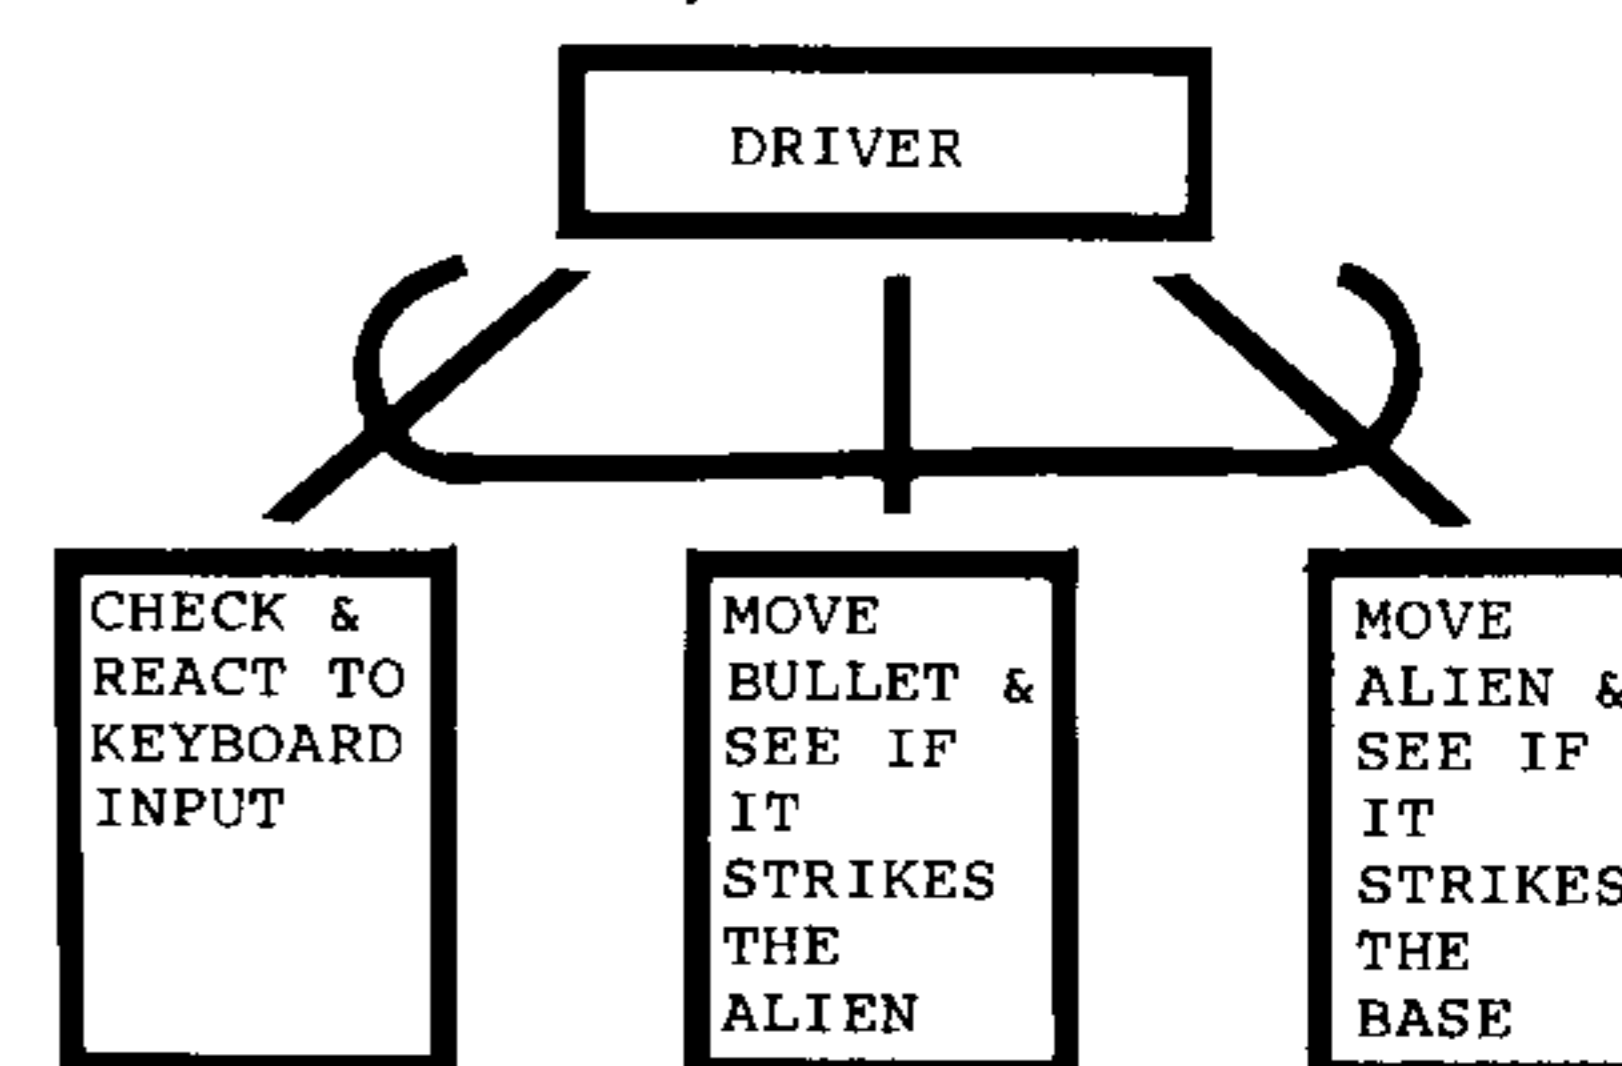 DRIVER
CHECK &
REACT TO
KEYBOARD
INPUT
MOVE
BULLET &
SEE IF
IT
STRIKES
THE
ALIEN
MOVE
ALIEN &
SEE IF
IT
STRIKES
THE
BASE